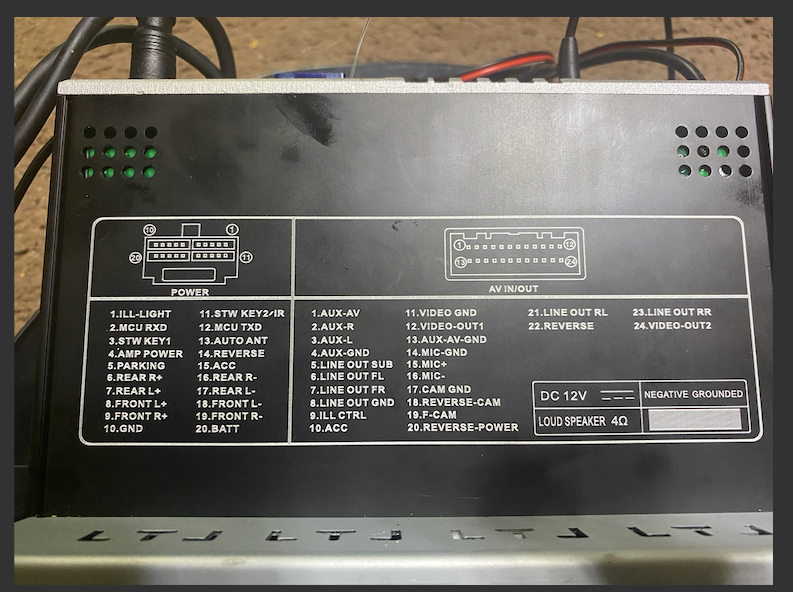 10 1
20 11
POWER
1 12
13 24
AV IN/OUT
1.ILL-LIGHT
2.MCU RXD
3.STW KEY1
4.AMP POWER
5.PARKING
6.REAR R+
7.REAR L+
8.FRONT L+
9.FRONT R+
10.GND
11.STW KEY2/IR
12.MCU TXD
13.AUTO ANT
14.REVERSE
15.ACC
16.REAR R-
17.REAR L-
18.FRONT L-
19.FRONT R-
20.BATT
1.AUX-AV
2.AUX-R
3.AUX-L
4.AUX-GND
5.LINE OUT SUB
6.LINE OUT FL
7.LINE OUT FR
8.LINE OUT GND
9.ILL CTRL
10.ACC
11.VIDEO GND
12.VIDEO-OUT1
13.AUX-AV-GND
14.MIC-GND
15.MIC+
16.MIC-
17.CAM GND
18.REVERSE-CAM
19.F-CAM
20.REVERSE-POWER
21.LINE OUT RL
22.REVERSE
23.LINE OUT RR
24.VIDEO-OUT2
DC 12V
NEGATIVE GROUNDED
LOUD SPEAKER 4Ω